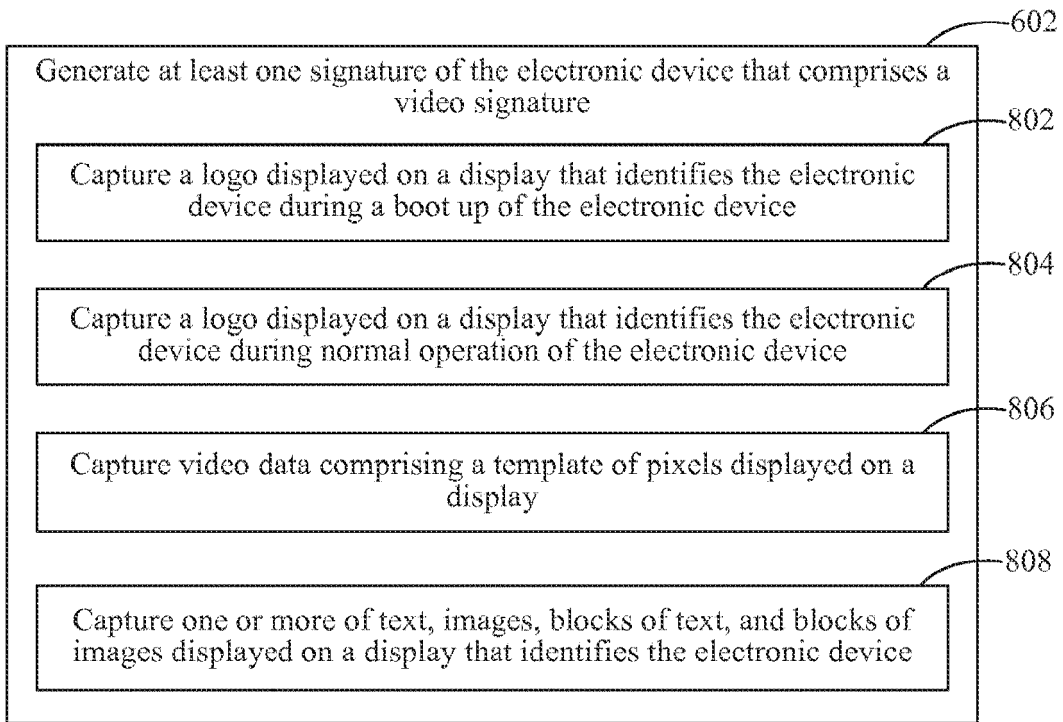 602
Generate at least one signature of the electronic device that comprises a
video signature
802
Capture a logo displayed on a display that identifies the electronic
device during a boot up of the electronic device
804
Capture a logo displayed on a display that identifies the electronic
device during normal operation of the electronic device
806
Capture video data comprising a template of pixels displayed on a
display
808
Capture one or more of text, images, blocks of text, and blocks of
images displayed on a display that identifies the electronic device